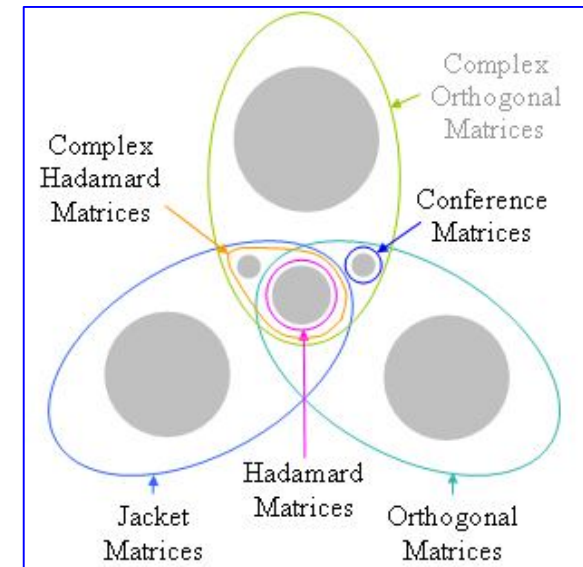 Complex
Orthogonal
Matrices
Complex
Hadamard
Matrices
Conference
Matrices
Hadamard
Matrices
Jacket
Matrices
Orthogonal
Matrices